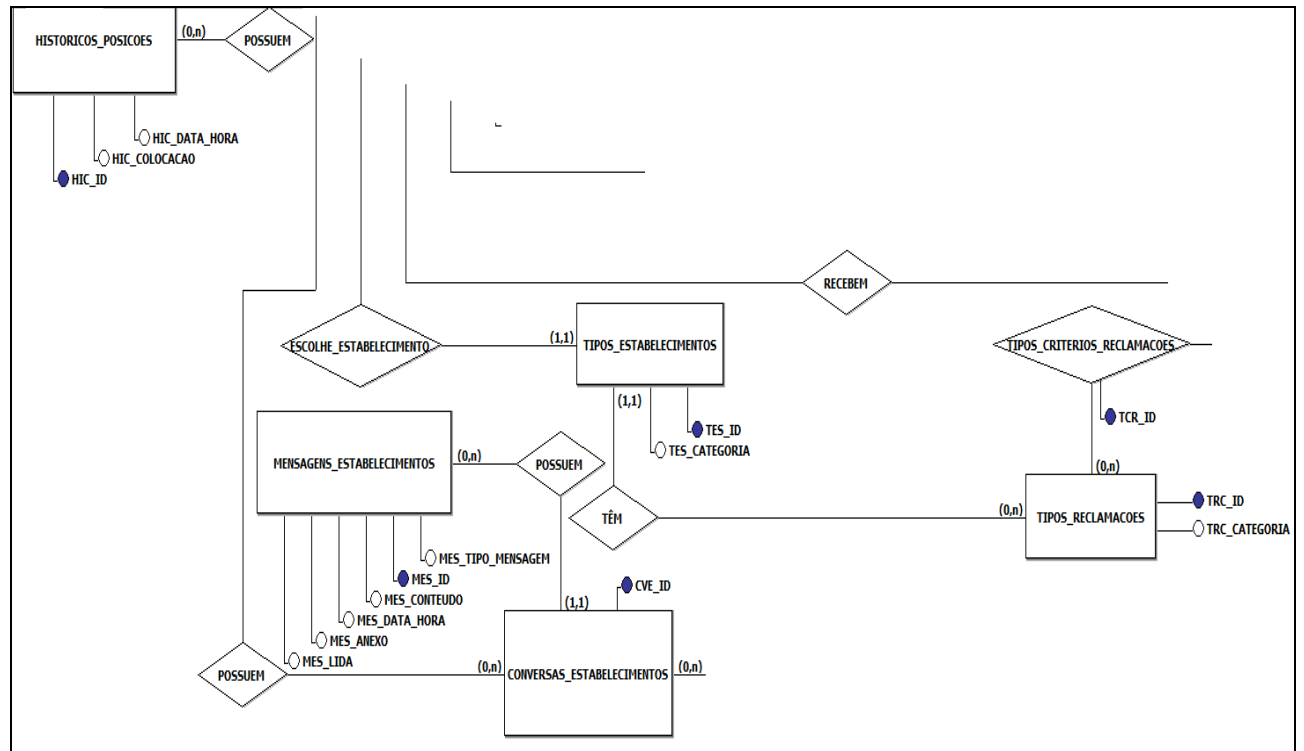 HISTORICOS_POSICOES
(0,n)
POSSUEM
HIC_DATA_HORA
HIC_COLOCACAO
HIC_ID
RECEBEM
ESCOLHE_ESTABELECIMENTO
(1,1)
TIPOS_ESTABELECIMENTOS
TIPOS_CRITERIOS_RECLAMACOES
(1,1)
TES_ID
TES_CATEGORIA
TCR_ID
MENSAGENS_ESTABELECIMENTOS
(0,n)
POSSUEM
(0,n)
TÊM
(0,n)
TIPOS_RECLAMACOES
TRC_ID
TRC_CATEGORIA
MES_TIPO_MENSAGEM
MES_ID
MES_CONTEUDO
MES_DATA_HORA
MES_ANEXO
MES_LIDA
CVE_ID
(1,1)
POSSUEM
(0,n)
CONVERSAS_ESTABELECIMENTOS
(0,n)